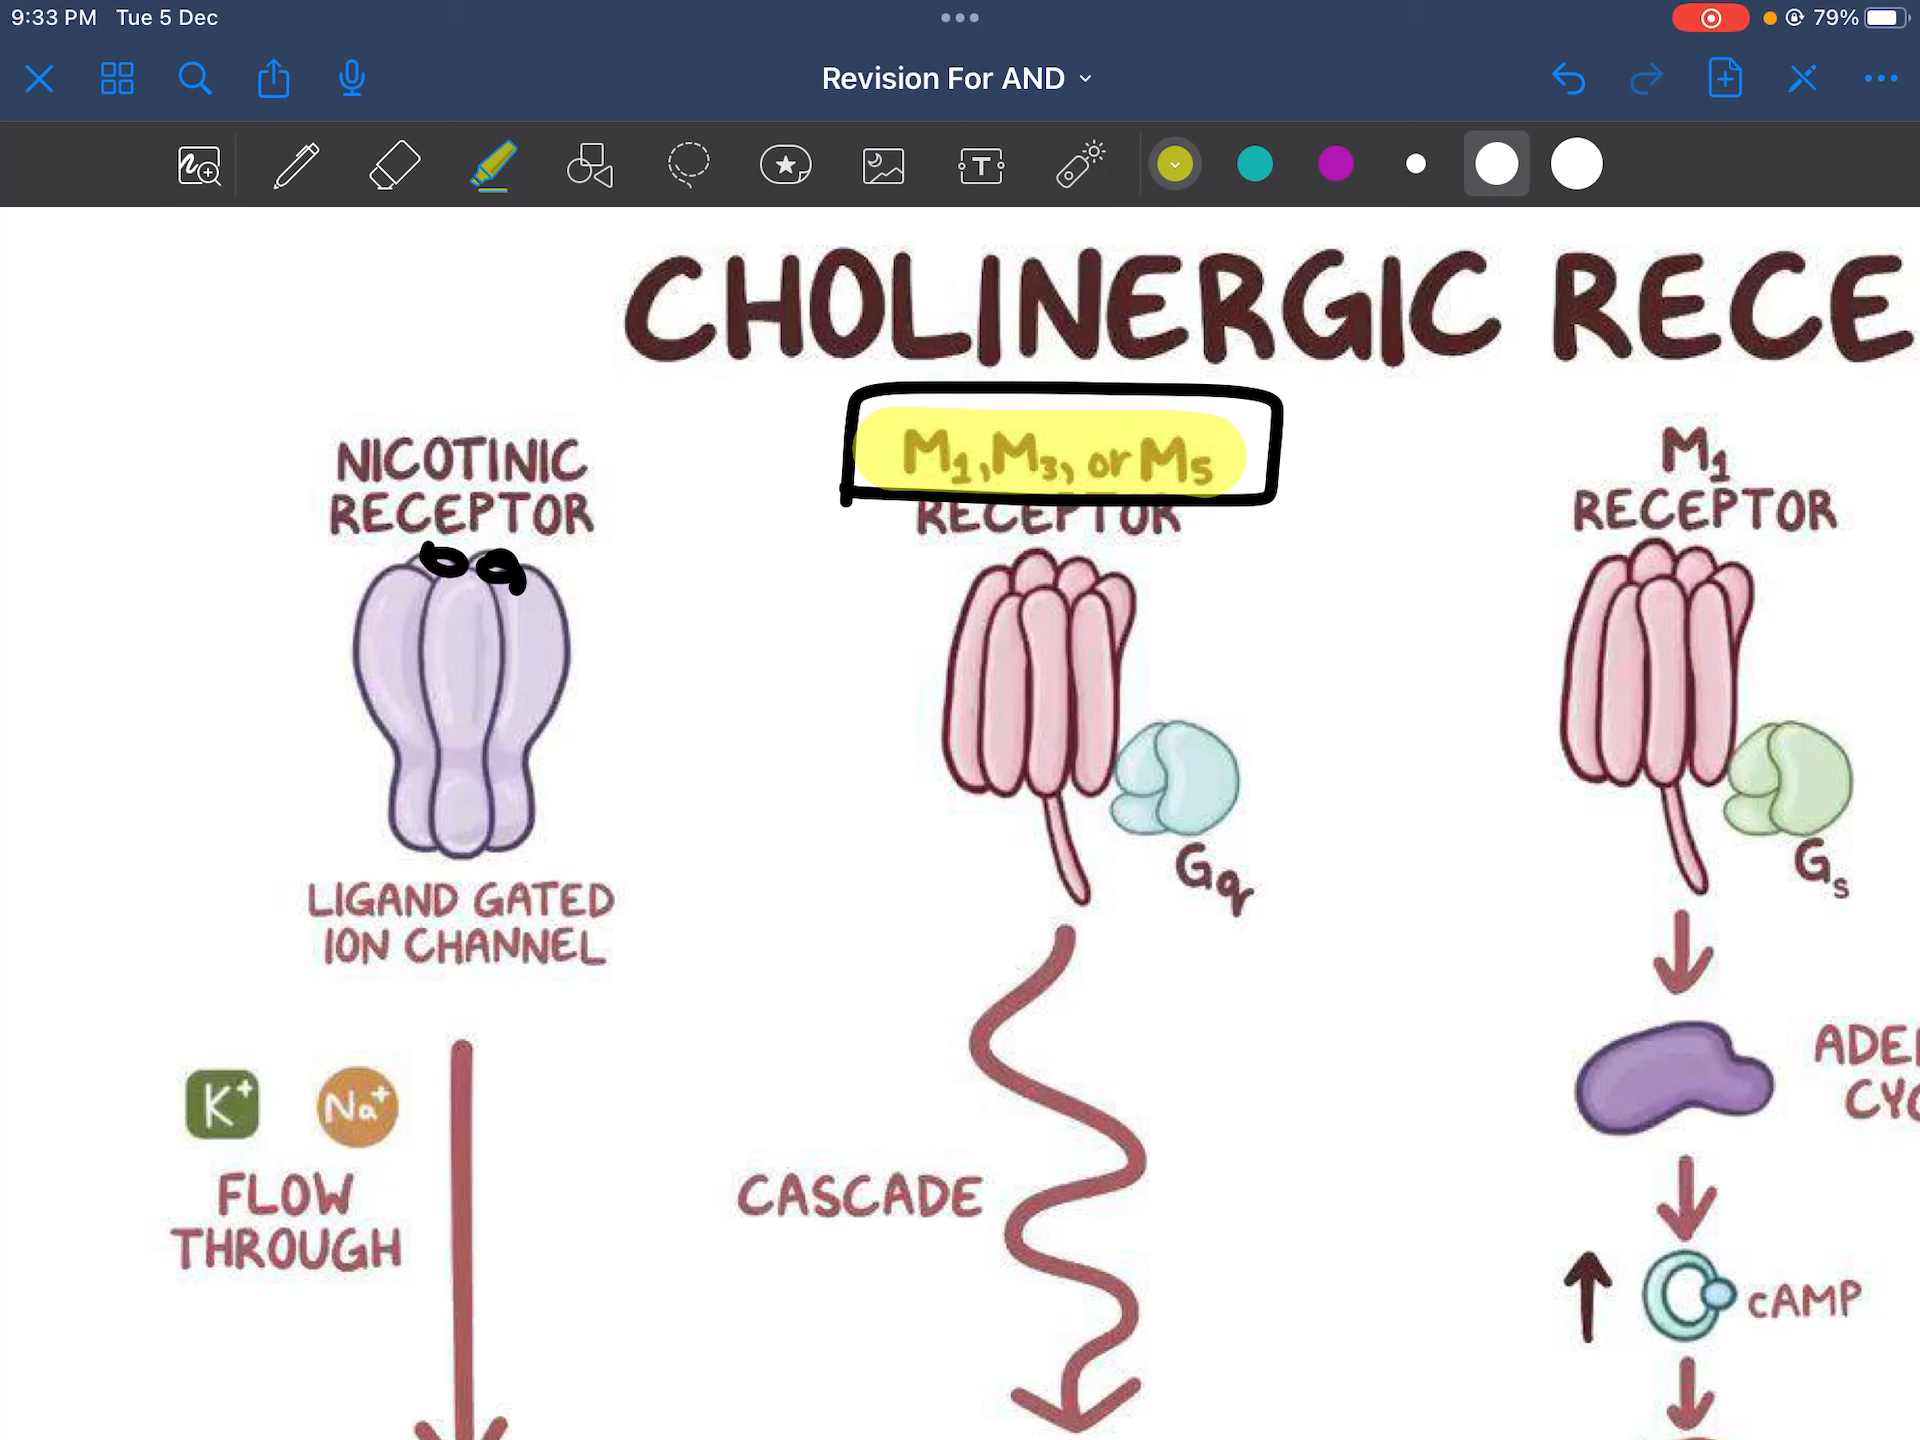 9:33 PM Tue 5 Dec
79%
Revision For AND
T
CHOLINERGIC RECE
NICOTINIC
RECEPTOR
M1, M3, or M5
RECEPTOR
M1
RECEPTOR
Gq
Gs
LIGAND GATED
ION CHANNEL
K+ Na+
FLOW
THROUGH
CASCADE
ADE
CYC
cAMP